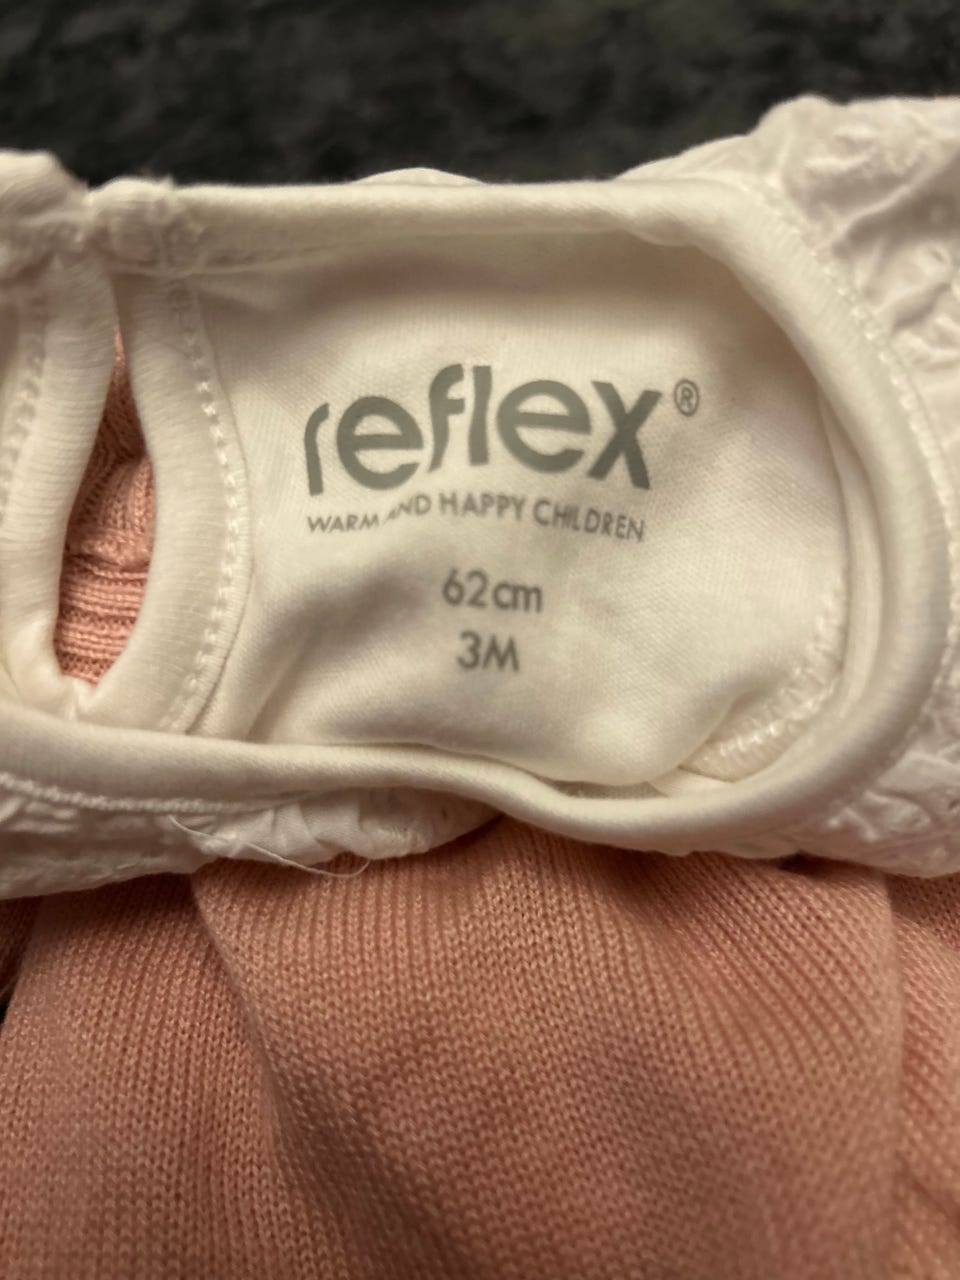 reflex®
WARM AND HAPPY CHILDREN
62cm
3M